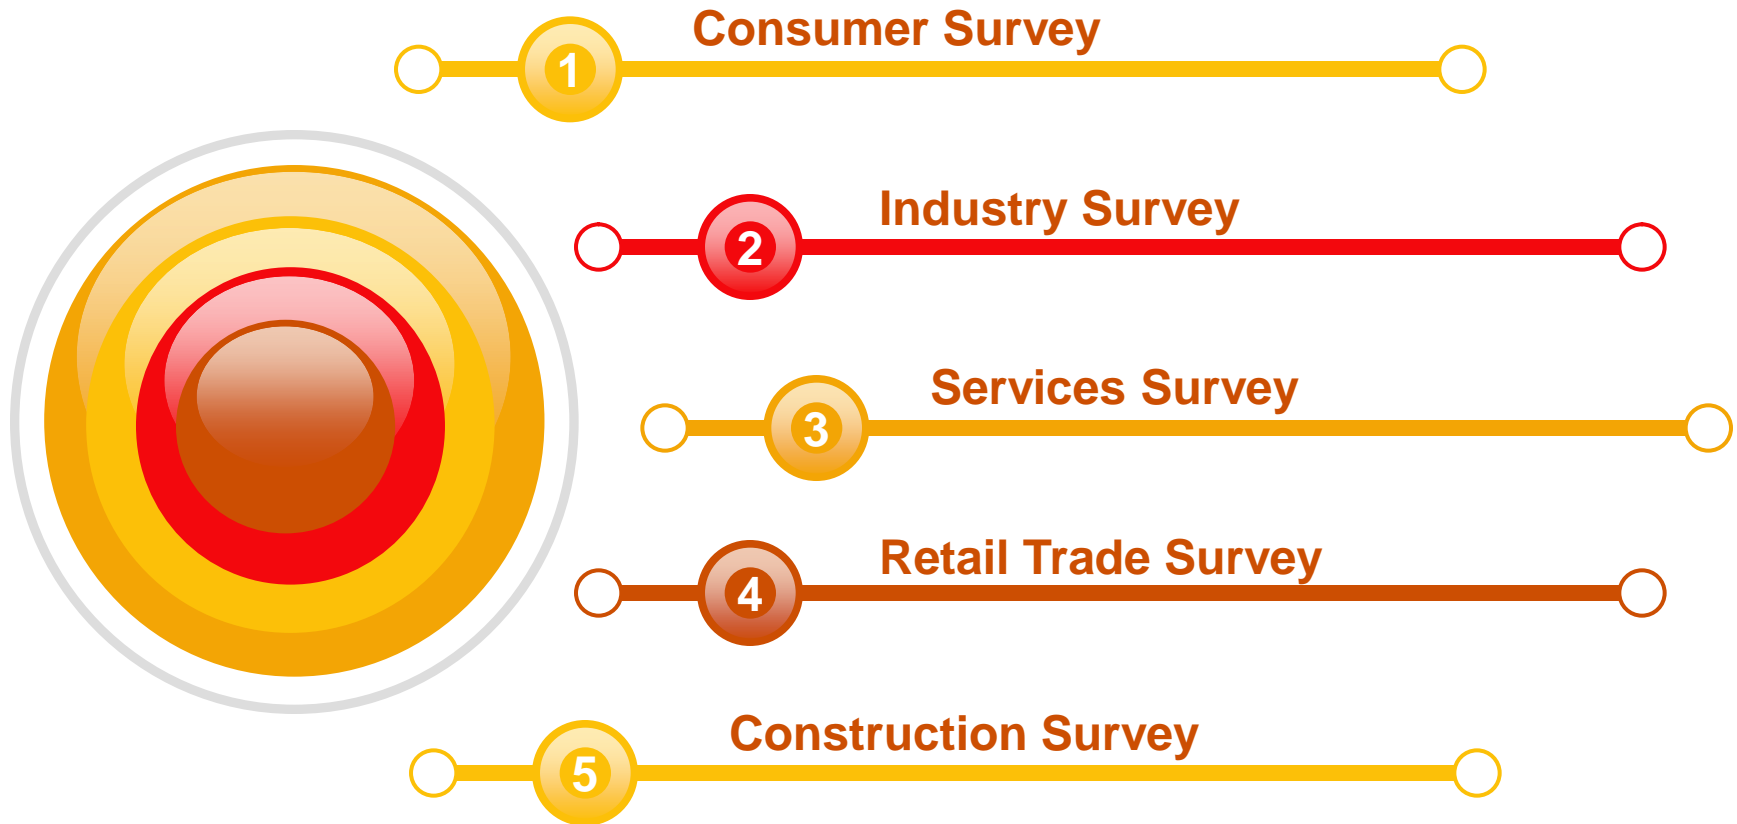 Consumer Survey
1
Industry Survey
2
Services Survey
3
Retail Trade Survey
4
Construction Survey
5